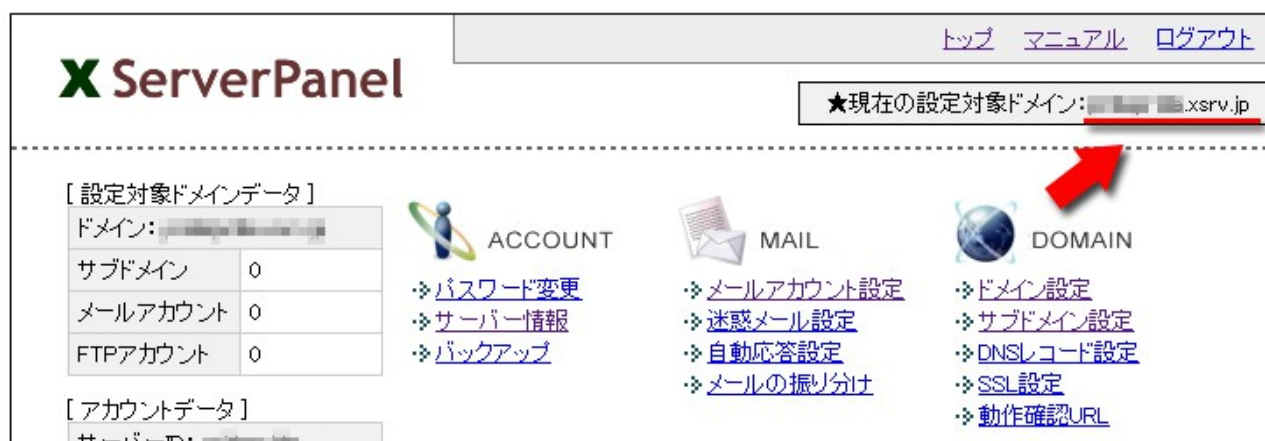 トップ マニュアル ログアウト
X ServerPanel
★現在の設定対象ドメイン: .xsrv.jp
[設定対象ドメインデータ]
ドメイン:
サブドメイン 0
メールアカウント 0
FTPアカウント 0
[アカウントデータ]
サーバーID:
ACCOUNT
パスワード変更
サーバー情報
バックアップ
MAIL
メールアカウント設定
迷惑メール設定
自動応答設定
メールの振り分け
DOMAIN
ドメイン設定
サブドメイン設定
DNSレコード設定
SSL設定
動作確認URL